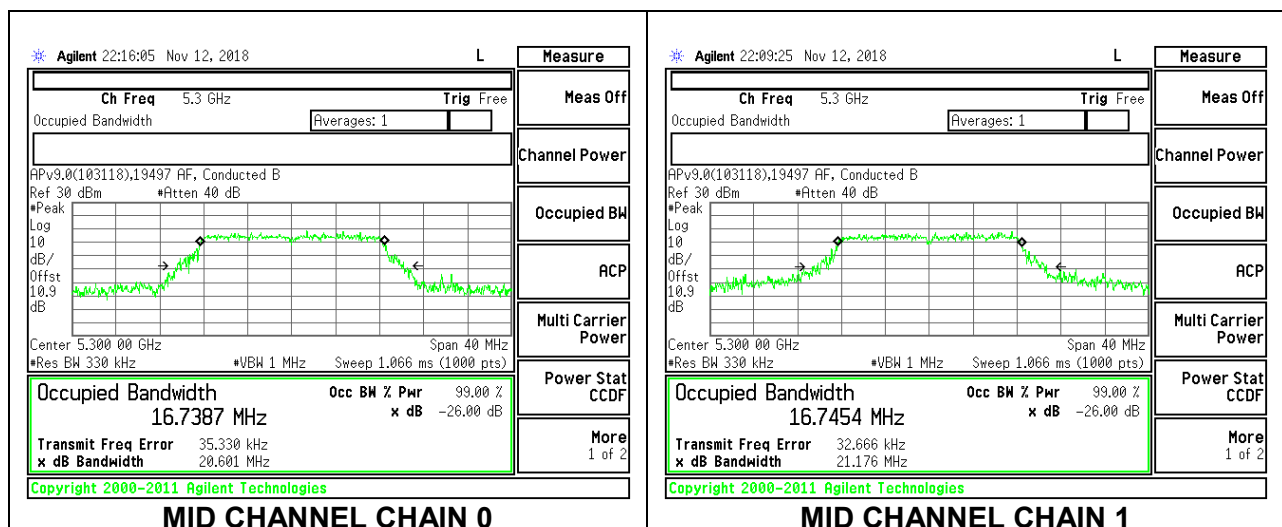 Agilent 22:16:05 Nov 12, 2018 L
Measure
Ch Freq 5.3 GHz Trig Free
Meas Off
Occupied Bandwidth Averages: 1
Channel Power
APv9.0(103118),19497 AF, Conducted B
Ref 30 dBm #Atten 40 dB
#Peak
Log
10
dB/
Offst
10.9
dB
Occupied BW
ACP
Multi Carrier
Power
Center 5.300 00 GHz Span 40 MHz
#Res BW 330 kHz #VBW 1 MHz Sweep 1.066 ms (1000 pts)
Power Stat
CCDF
Occupied Bandwidth Occ BW % Pwr 99.00 %
16.7387 MHz x dB -26.00 dB
Transmit Freq Error 35.330 kHz
x dB Bandwidth 20.601 MHz
More
1 of 2
Copyright 2000-2011 Agilent Technologies
MID CHANNEL CHAIN 0
Agilent 22:09:25 Nov 12, 2018 L
Measure
Ch Freq 5.3 GHz Trig Free
Meas Off
Occupied Bandwidth Averages: 1
Channel Power
APv9.0(103118),19497 AF, Conducted B
Ref 30 dBm #Atten 40 dB
#Peak
Log
10
dB/
Offst
10.9
dB
Occupied BW
ACP
Multi Carrier
Power
Center 5.300 00 GHz Span 40 MHz
#Res BW 330 kHz #VBW 1 MHz Sweep 1.066 ms (1000 pts)
Power Stat
CCDF
Occupied Bandwidth Occ BW % Pwr 99.00 %
16.7454 MHz x dB -26.00 dB
Transmit Freq Error 32.666 kHz
x dB Bandwidth 21.176 MHz
More
1 of 2
Copyright 2000-2011 Agilent Technologies
MID CHANNEL CHAIN 1